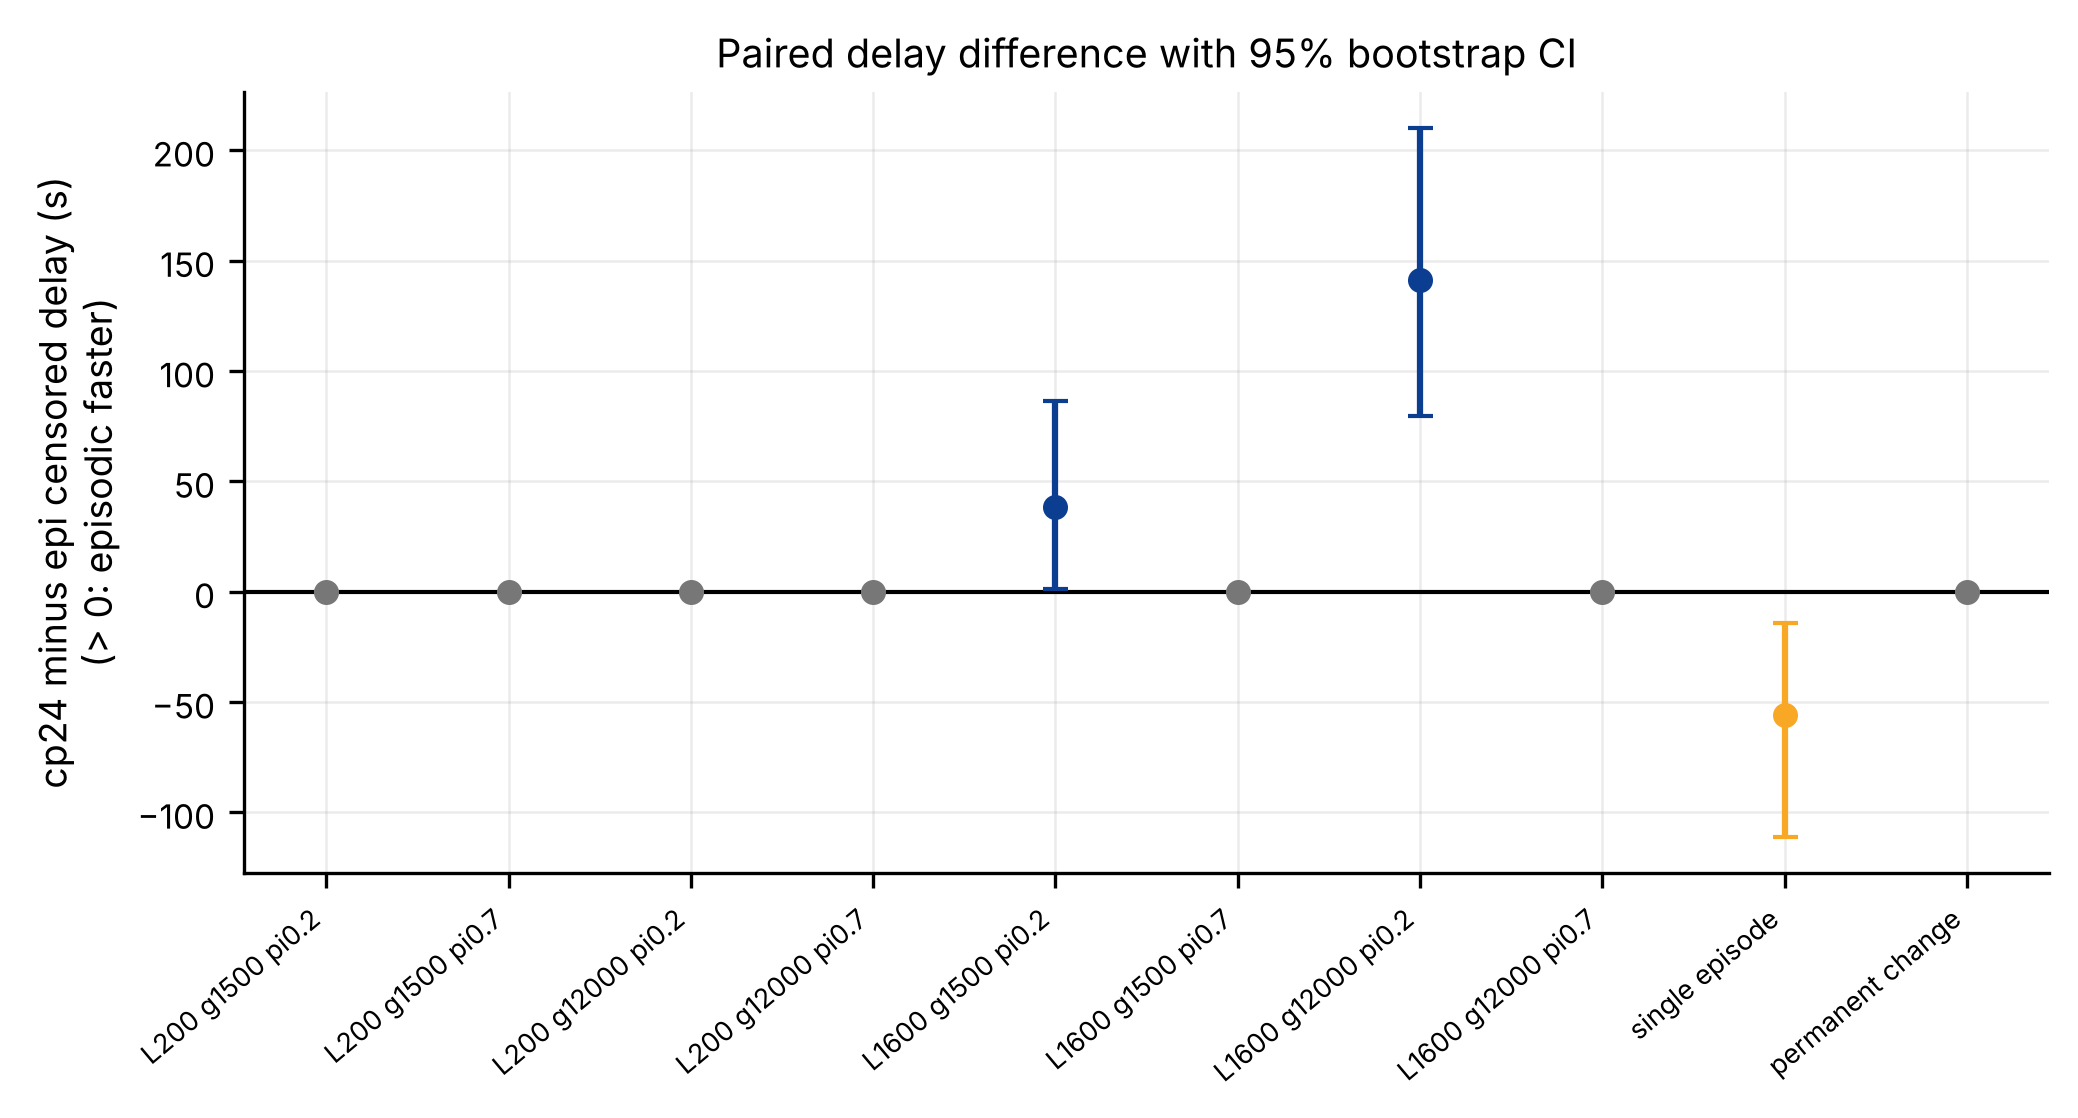 Paired delay difference with 95% bootstrap CI
cp24 minus epi censored delay (s)
(> 0: episodic faster)
200
150
100
50
0
−50
−100
L200 g1500 pi0.2
L200 g1500 pi0.7
L200 g12000 pi0.2
L200 g12000 pi0.7
L1600 g1500 pi0.2
L1600 g1500 pi0.7
L1600 g12000 pi0.2
L1600 g12000 pi0.7
single episode
permanent change